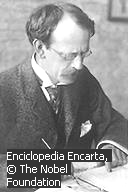 Enciclopedia Encarta,
© The Nobel
Foundation